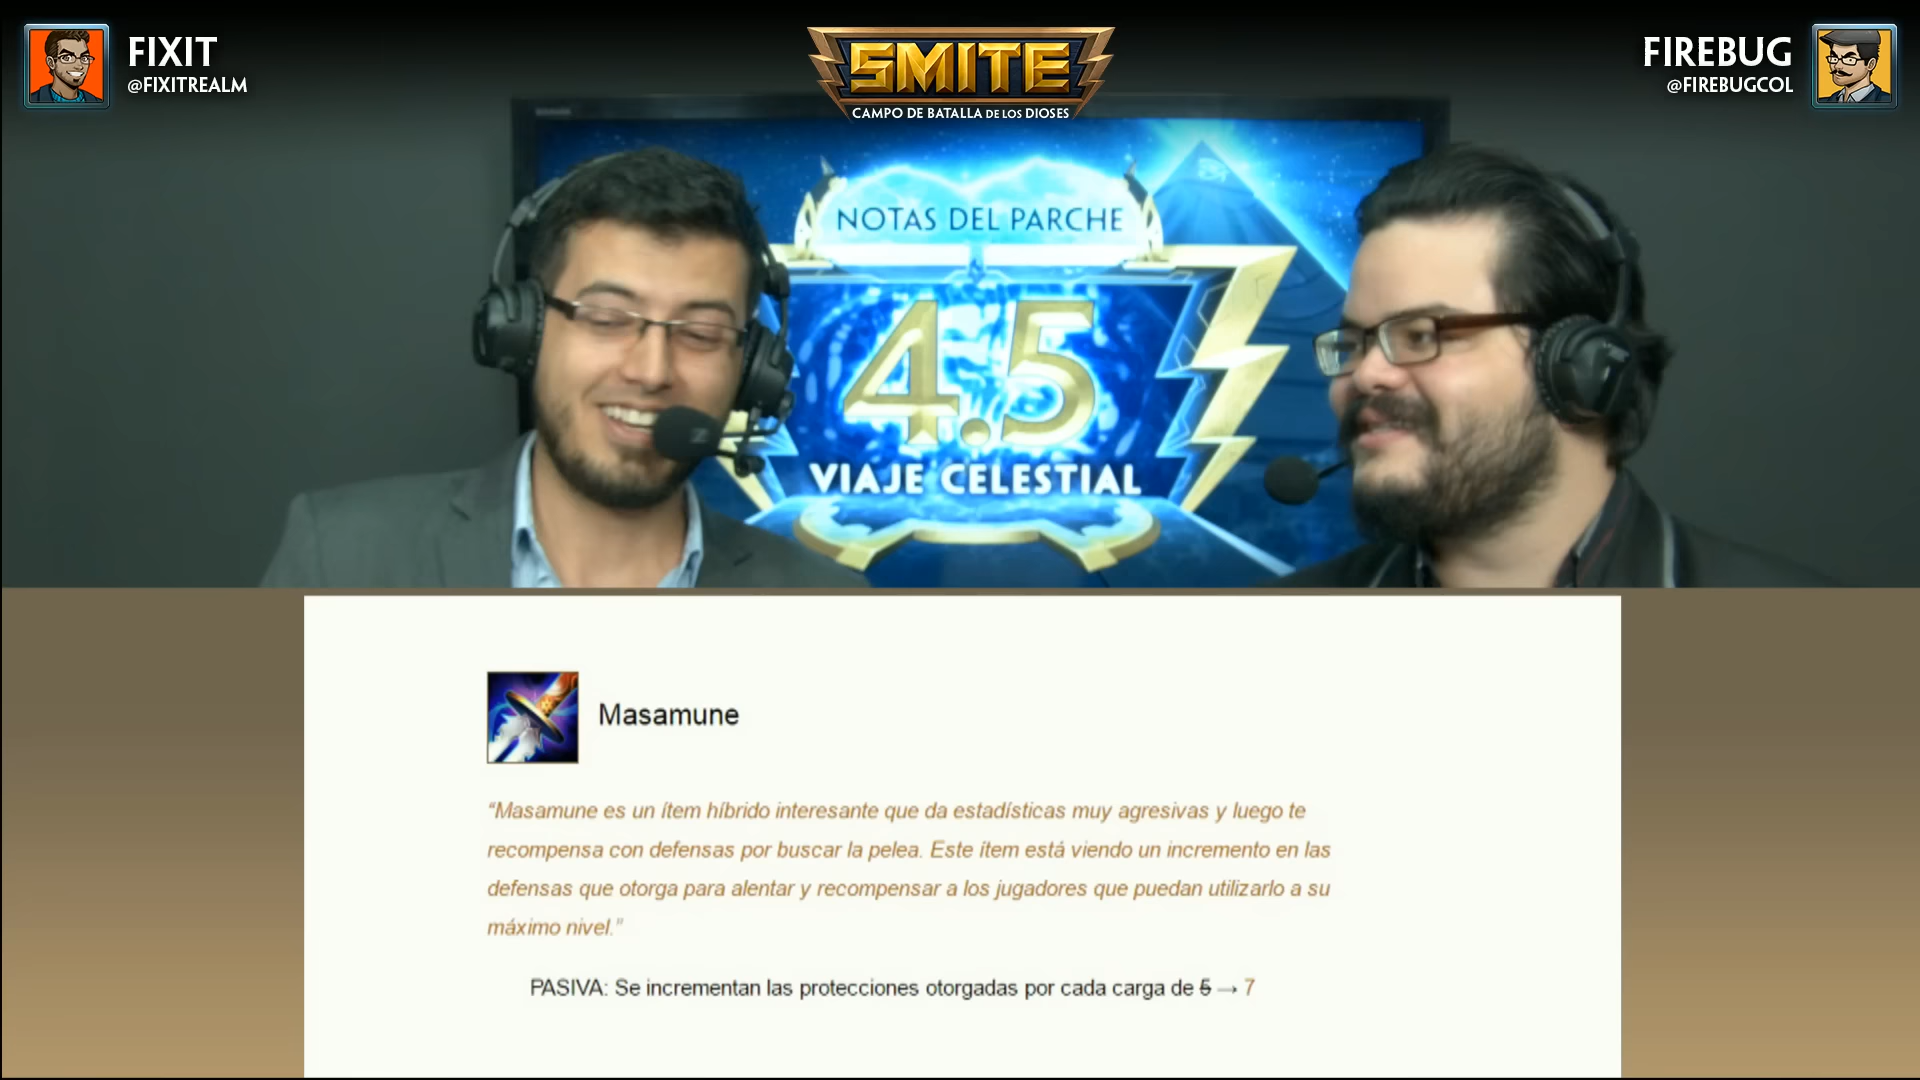 FIXIT
@FIXITREALM
SMITE
CAMPO DE BATALLA DE LOS DIOSES
FIREBUG
@FIREBUGCOL
NOTAS DEL PARCHE
4.5
VIAJE CELESTIAL
Masamune
“Masamune es un ítem híbrido interesante que da estadísticas muy agresivas y luego te
recompensa con defensas por buscar la pelea. Este ítem está viendo un incremento en las
defensas que otorga para alentar y recompensar a los jugadores que puedan utilizarlo a su
máximo nivel.”
PASIVA: Se incrementan las protecciones otorgadas por cada carga de 5 → 7